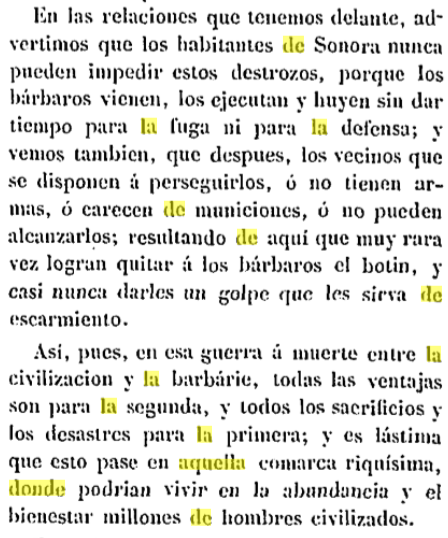 En las relaciones que tenemos delante, ad-
vertimos que los habitantes de Sonora nunca
pueden impedir estos destrozos, porque los
bárbaros vienen, los ejecutan y huyen sin dar
tiempo para la fuga ni para la defensa; y
vemos tambien, que despues, los vecinos que
se disponen á perseguirlos, ó no tienen ar-
mas, ó carecen de municiones, ó no pueden
alcanzarlos; resultando de aquí que muy rara
vez logran quitar á los bárbaros el botin, y
casi nunca darles un golpe que les sirva de
escarmiento.
Así, pues, en esa guerra á muerte entre la
civilizacion y la barbárie, todas las ventajas
son para la segunda, y todos los sacrificios y
los desastres para la primera; y es lástima
que esto pase en aquella comarca riquísima,
donde podrian vivir en la abundancia y el
bienestar millones de hombres civilizados.